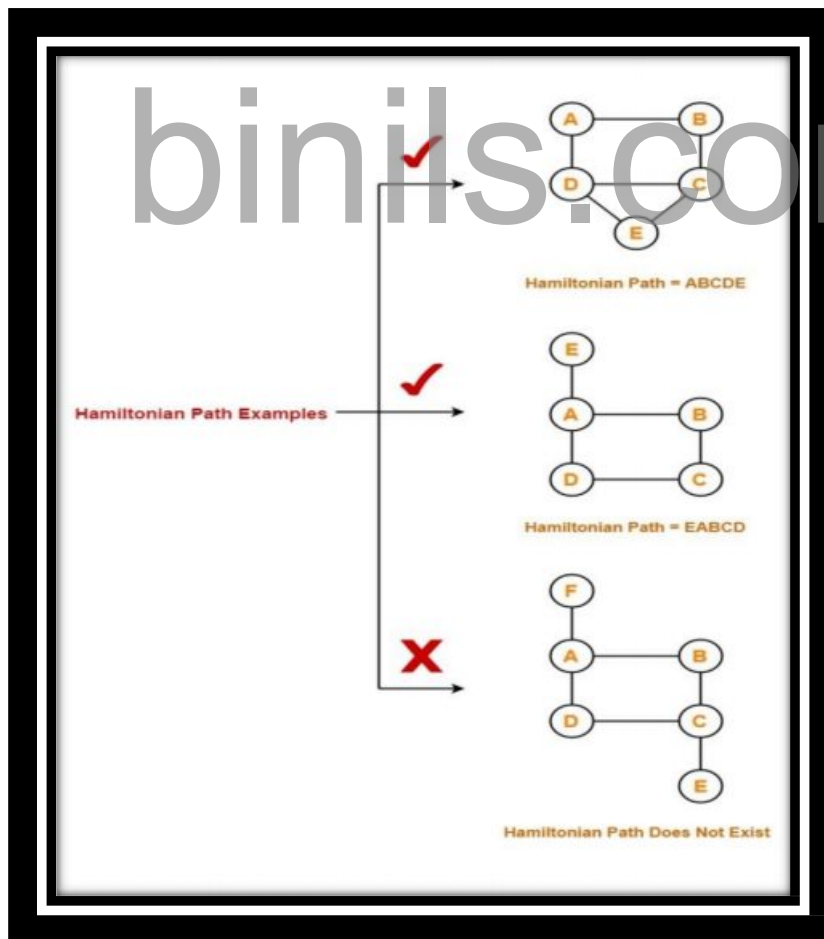 binils.co
A
B
D
C
E
Hamiltonian Path = ABCDE
E
A
B
D
C
Hamiltonian Path Examples
Hamiltonian Path = EABCD
F
A
B
D
C
E
Hamiltonian Path Does Not Exist